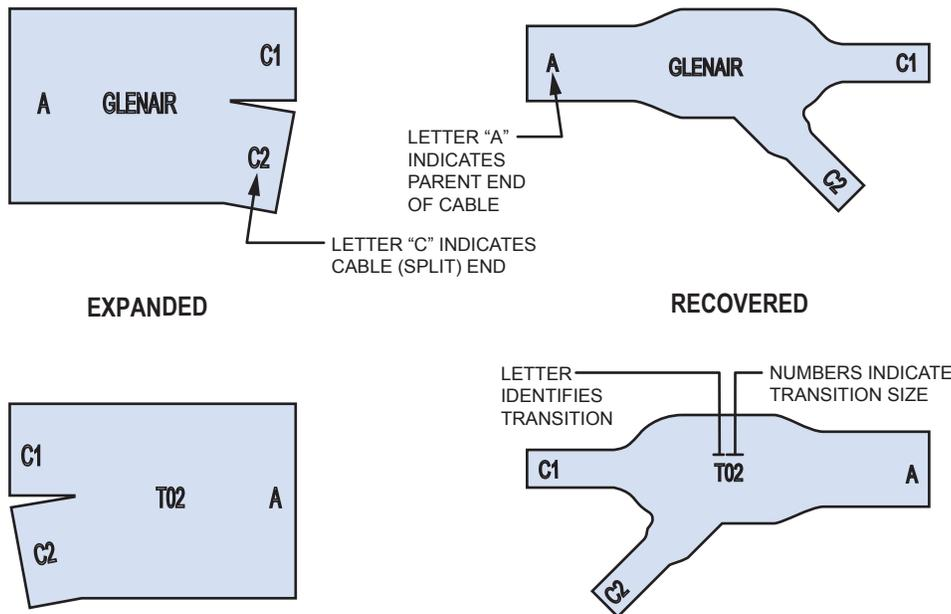 C1
A GLENAIR
C2
LETTER "C" INDICATES
CABLE (SPLIT) END
EXPANDED
A GLENAIR C1
LETTER “A”
INDICATES
PARENT END
OF CABLE
C2
RECOVERED
C1
T02 A
C2
LETTER
IDENTIFIES
TRANSITION
NUMBERS INDICATE
TRANSITION SIZE
C1 T02 A
C2